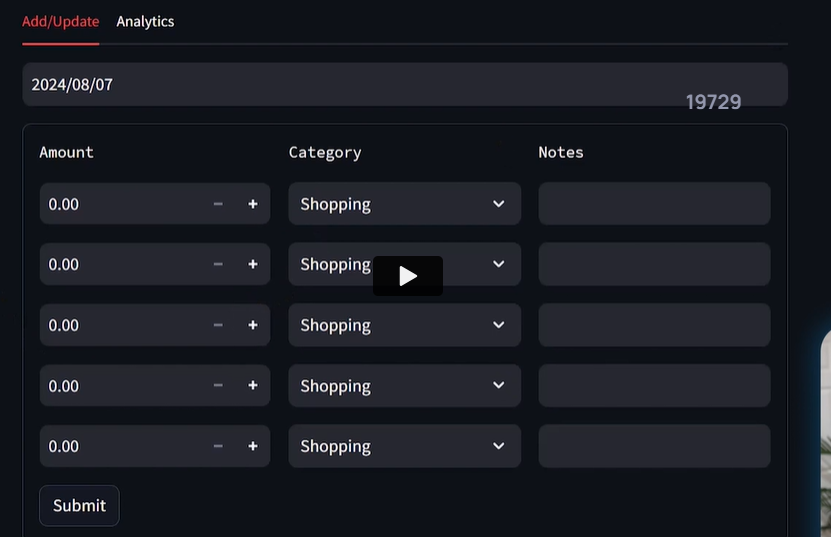 Add/Update Analytics
2024/08/07
19729
Amount Category Notes
0.00 − + Shopping
0.00 − + Shopping
0.00 − + Shopping
0.00 − + Shopping
0.00 − + Shopping
Submit